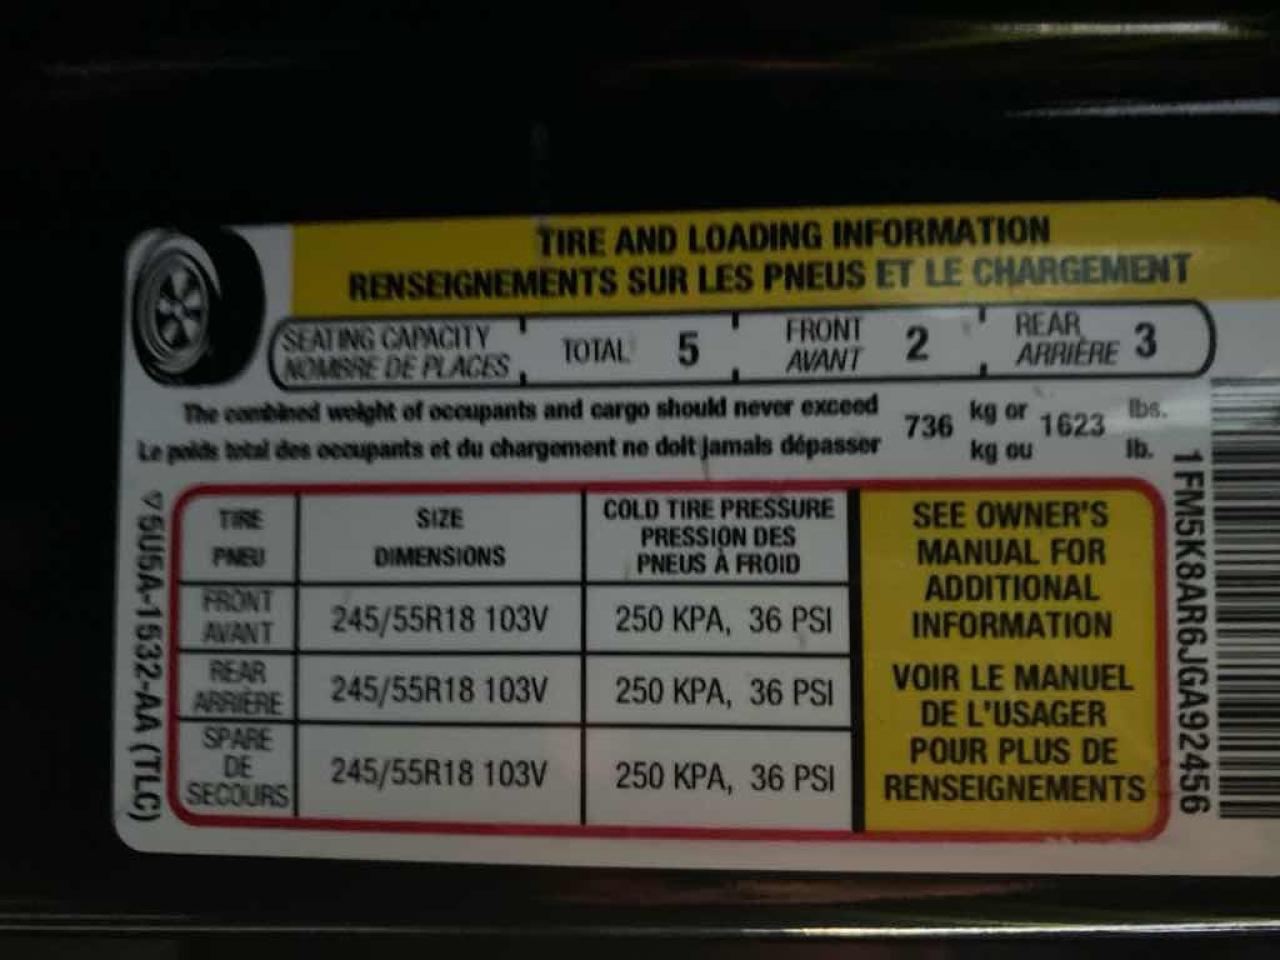 TIRE AND LOADING INFORMATION
RENSEIGNEMENTS SUR LES PNEUS ET LE CHARGEMENT
SEATING CAPACITY
NOMBRE DE PLACES
TOTAL 5
FRONT
AVANT
2
REAR
ARRIÈRE
3
The combined weight of occupants and cargo should never exceed
Le poids total des occupants et du chargement ne doit jamais dépasser
736
kg or
kg ou
1623
lbs.
lb.
TIRE
PNEU
SIZE
DIMENSIONS
COLD TIRE PRESSURE
PRESSION DES
PNEUS À FROID
FRONT
AVANT
245/55R18 103V
250 KPA, 36 PSI
REAR
ARRIÈRE
245/55R18 103V
250 KPA, 36 PSI
SPARE
DE
SECOURS
245/55R18 103V
250 KPA, 36 PSI
SEE OWNER'S
MANUAL FOR
ADDITIONAL
INFORMATION
VOIR LE MANUEL
DE L'USAGER
POUR PLUS DE
RENSEIGNEMENTS
▽5U5A-1532-AA (TLC)
1FM5K8AR6JGA92456